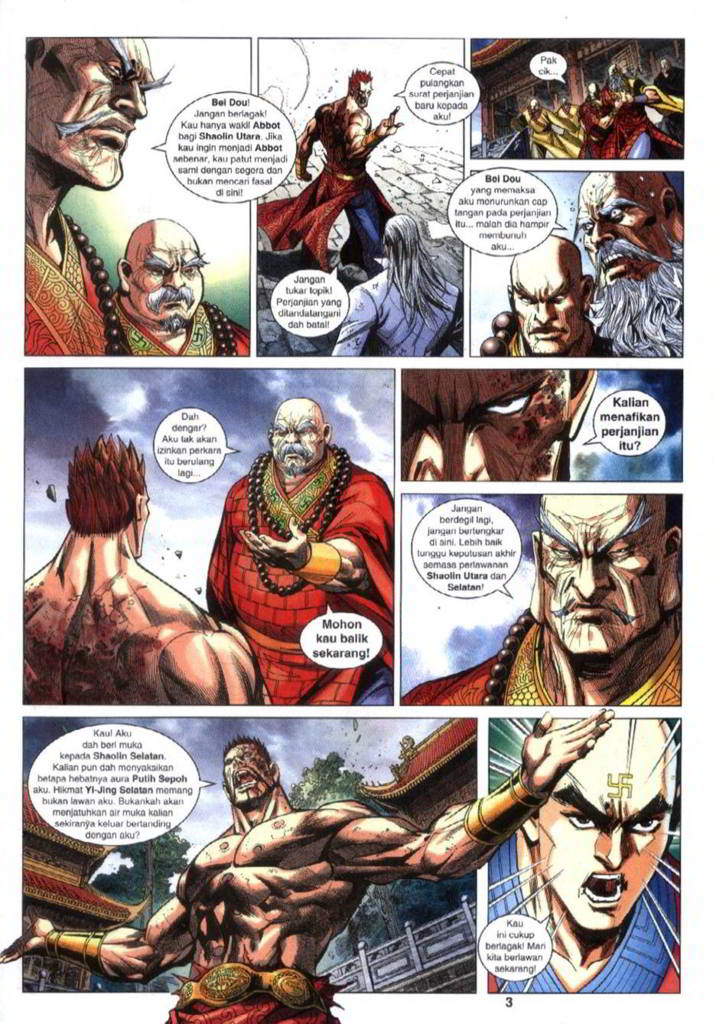 Bei Dou!
Jangan berlagak!
Kau hanya wakil Abbot
bagi Shaolin Utara. Jika
kau ingin menjadi Abbot
sebenar, kau patut menjadi
sami dengan segera dan
bukan mencari fasal
di sini!
Cepat
pulangkan
surat perjanjian
baru kepada
aku!
Jangan
tukar topik!
Perjanjian yang
ditandatangani
dah batal!
Pak
cik...
Bei Dou
yang memaksa
aku menurunkan cap
tangan pada perjanjian
itu... malah dia hampir
membunuh
aku...
Dah
dengar?
Aku tak akan
izinkan perkara
itu berulang
lagi...
Mohon
kau balik
sekarang!
Kalian
menafikan
perjanjian
itu?
Jangan
berdegil lagi,
jangan bertengkar
di sini. Lebih baik
tunggu keputusan akhir
semasa perlawanan
Shaolin Utara dan
Selatan!
Kau! Aku
dah beri muka
kepada Shaolin Selatan.
Kalian pun dah menyaksikan
betapa hebatnya aura Putih Sepoh
aku. Hikmat Yi-Jing Selatan memang
bukan lawan aku. Bukankah akan
menjatuhkan air muka kalian
sekiranya keluar bertanding
dengan aku?
Kau
ini cukup
berlagak! Mari
kita berlawan
sekarang!
3